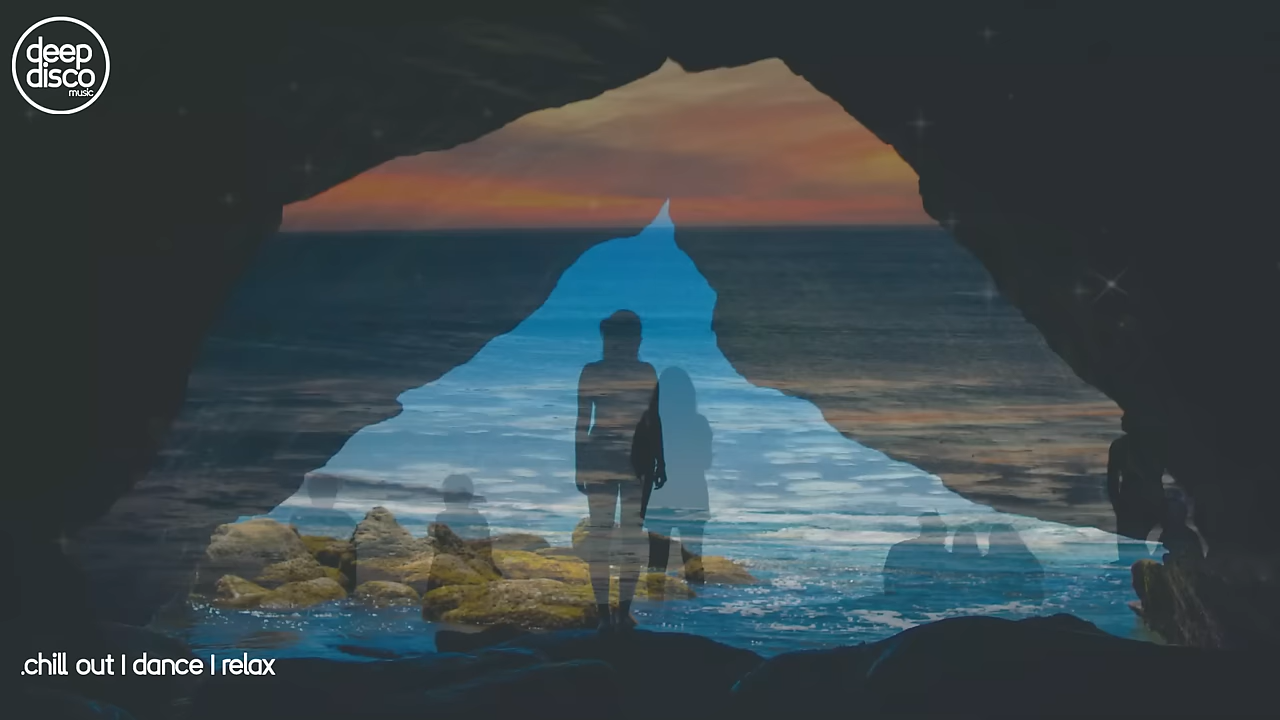 deep
disco
music
.chill out | dance | relax